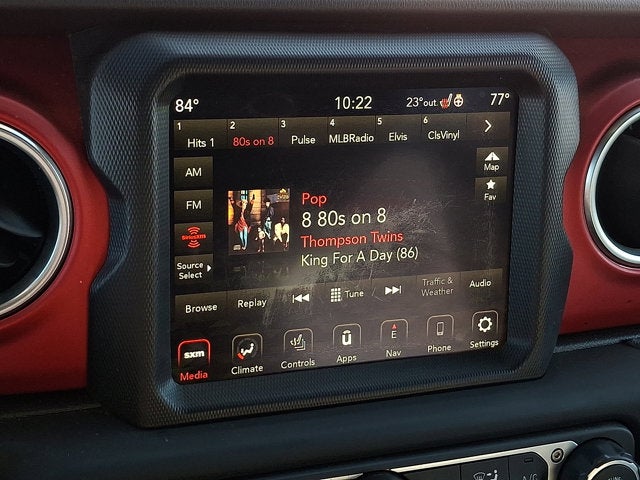 84° 10:22 23°out 77°
1 2 3 4 5 6
Hits 1 80s on 8 Pulse MLBRadio Elvis ClsVinyl
AM
Map
FM
Fav
SiriusXM
Pop
8 80s on 8
Thompson Twins
King For A Day (86)
Source
Select
Browse Replay Tune Traffic & Weather Audio
sxm ū E
Media Climate Controls Apps Nav Phone Settings
A/C